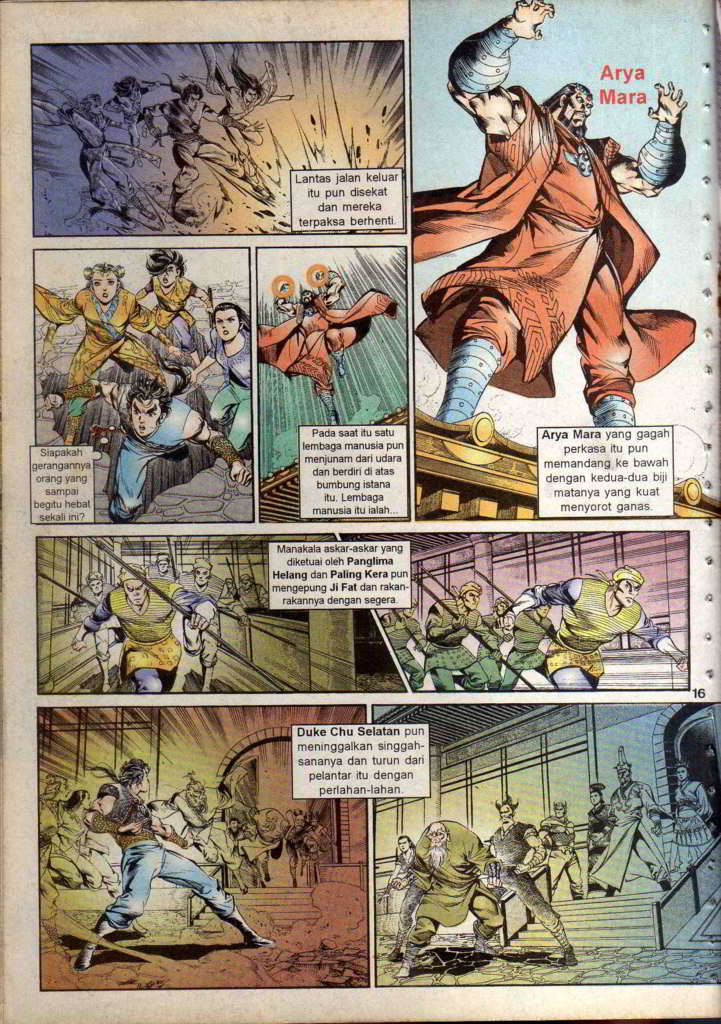 Lantas jalan keluar
itu pun disekat
dan mereka
terpaksa berhenti.
Arya
Mara
Siapakah
gerangannya
orang yang
sampai
begitu hebat
sekali ini?
Pada saat itu satu
lembaga manusia pun
menjunam dari udara
dan berdiri di atas
bumbung istana
itu. Lembaga
manusia itu ialah...
Arya Mara yang gagah
perkasa itu pun
memandang ke bawah
dengan kedua-dua biji
matanya yang kuat
menyorot ganas.
Manakala askar-askar yang
diketuai oleh Panglima
Helang dan Paling Kera pun
mengepung Ji Fat dan rakan-
rakannya dengan segera.
16
Duke Chu Selatan pun
meninggalkan singgah-
sananya dan turun dari
pelantar itu dengan
perlahan-lahan.